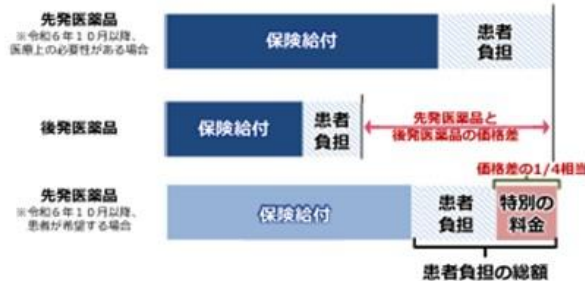 先発医薬品
※令和６年１０月以降、
医療上の必要性がある場合
保険給付
患者
負担
後発医薬品
保険給付
患者
負担
先発医薬品と
後発医薬品の価格差
価格差の1/4相当
先発医薬品
※令和６年１０月以降、
患者が希望する場合
保険給付
患者
負担
特別の
料金
患者負担の総額